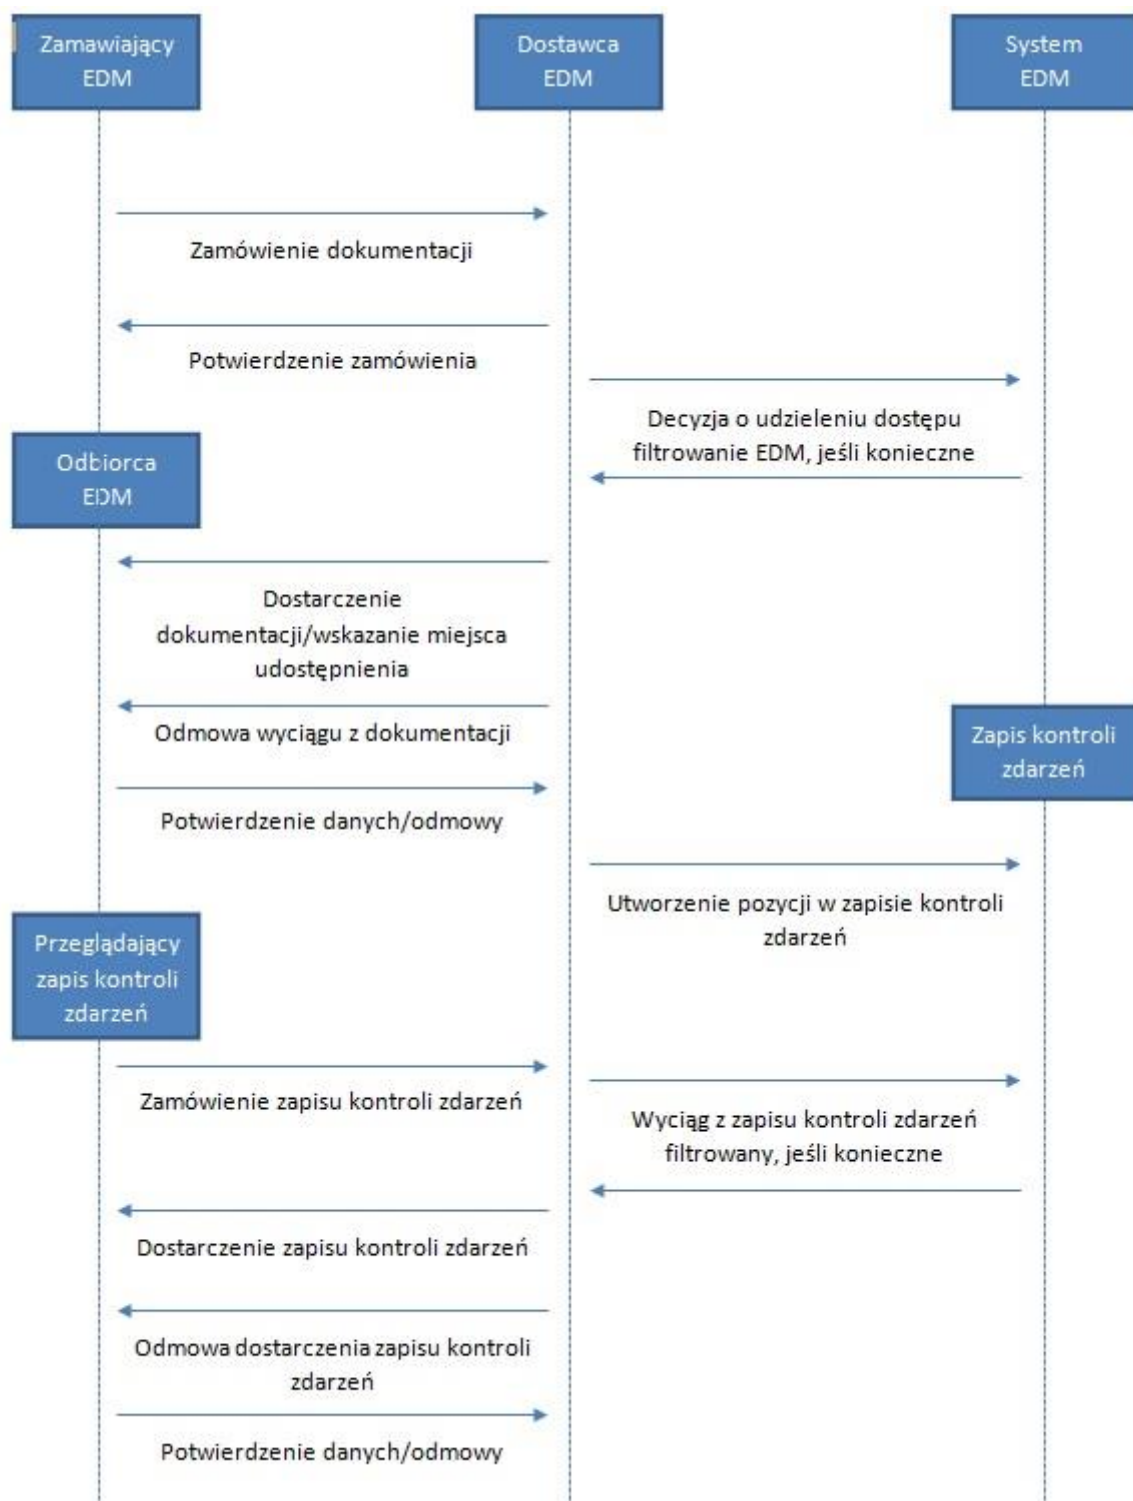 Zamawiający
EDM
Dostawca
EDM
System
EDM
Zamówienie dokumentacji
Potwierdzenie zamówienia
Decyzja o udzieleniu dostępu
filtrowanie EDM, jeśli konieczne
Odbiorca
EDM
Dostarczenie
dokumentacji/wskazanie miejsca
udostępnienia
Odmowa wyciągu z dokumentacji
Zapis kontroli
zdarzeń
Potwierdzenie danych/odmowy
Utworzenie pozycji w zapisie kontroli
zdarzeń
Przeglądający
zapis kontroli
zdarzeń
Zamówienie zapisu kontroli zdarzeń
Wyciąg z zapisu kontroli zdarzeń
filtrowany, jeśli konieczne
Dostarczenie zapisu kontroli zdarzeń
Odmowa dostarczenia zapisu kontroli
zdarzeń
Potwierdzenie danych/odmowy